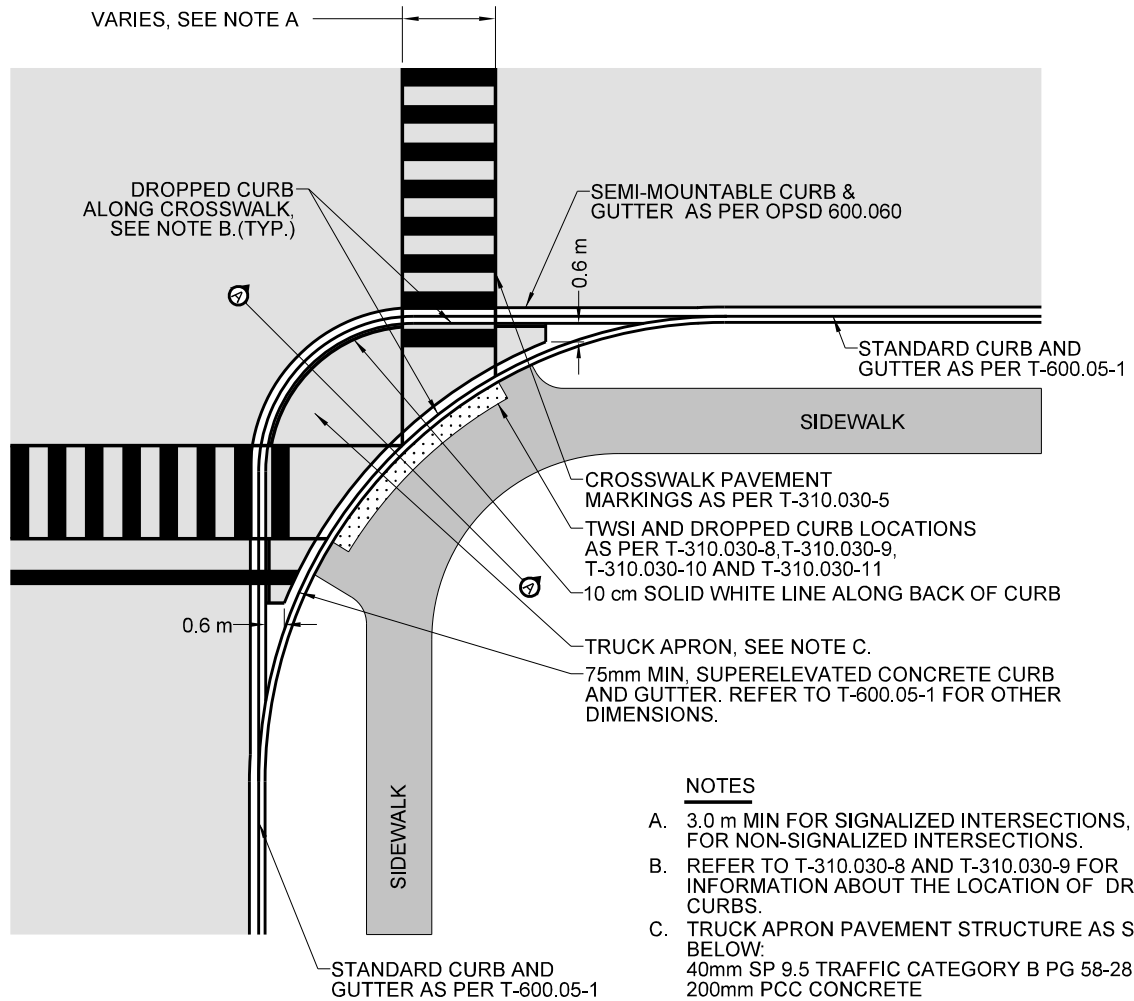 VARIES, SEE NOTE A
DROPPED CURB
ALONG CROSSWALK,
SEE NOTE B.(TYP.)
SEMI-MOUNTABLE CURB &
GUTTER AS PER OPSD 600.060
0.6 m
A
STANDARD CURB AND
GUTTER AS PER T-600.05-1
SIDEWALK
CROSSWALK PAVEMENT
MARKINGS AS PER T-310.030-5
TWSI AND DROPPED CURB LOCATIONS
AS PER T-310.030-8,T-310.030-9,
T-310.030-10 AND T-310.030-11
A
10 cm SOLID WHITE LINE ALONG BACK OF CURB
0.6 m
TRUCK APRON, SEE NOTE C.
75mm MIN, SUPERELEVATED CONCRETE CURB
AND GUTTER. REFER TO T-600.05-1 FOR OTHER
DIMENSIONS.
SIDEWALK
STANDARD CURB AND
GUTTER AS PER T-600.05-1
NOTES
A. 3.0 m MIN FOR SIGNALIZED INTERSECTIONS,
FOR NON-SIGNALIZED INTERSECTIONS.
B. REFER TO T-310.030-8 AND T-310.030-9 FOR
INFORMATION ABOUT THE LOCATION OF DR
CURBS.
C. TRUCK APRON PAVEMENT STRUCTURE AS S
BELOW:
40mm SP 9.5 TRAFFIC CATEGORY B PG 58-28
200mm PCC CONCRETE